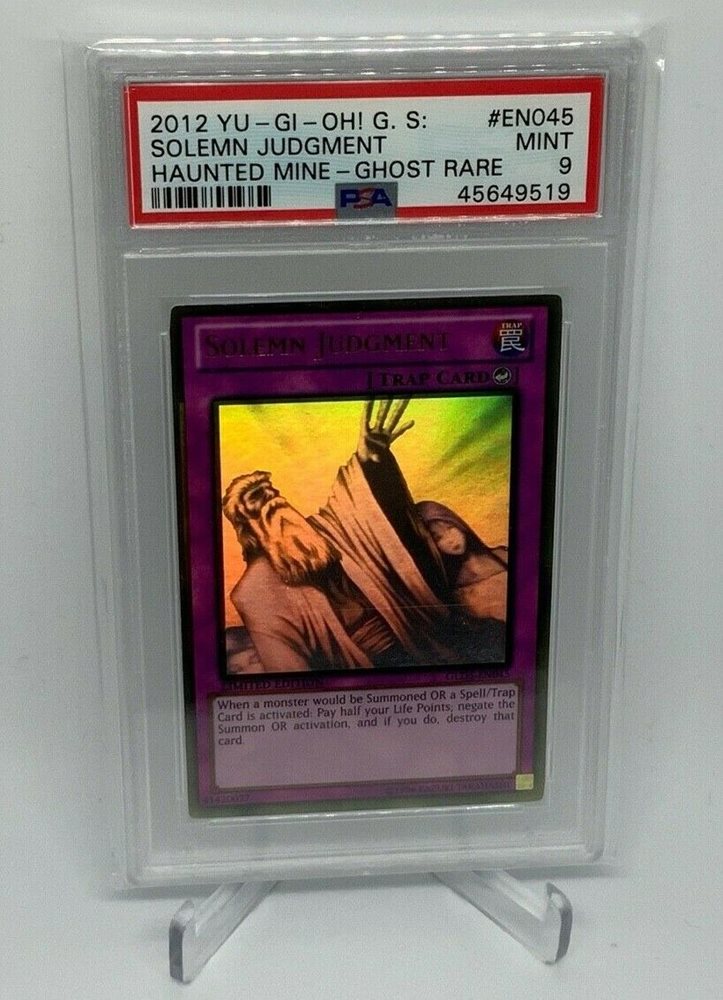 2012 YU-GI-OH! G. S: #EN045
SOLEMN JUDGMENT MINT
HAUNTED MINE-GHOST RARE 9
PSA 45649519
SOLEMN JUDGMENT TRAP 罠
[TRAP CARD
LIMITED EDITION
When a monster would be Summoned OR a Spell/Trap
Card is activated: Pay half your Life Points; negate the
Summon OR activation, and if you do, destroy that
card.